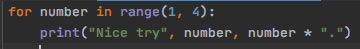 for number in range(1, 4):
    print("Nice try", number, number * ".")